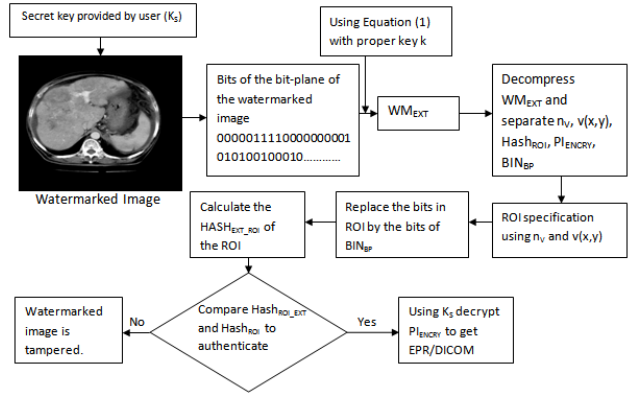 Secret key provided by user (Ks)
Using Equation (1)
with proper key k
Watermarked Image
Bits of the bit-plane of
the watermarked
image
00000111100000000001
010100100010............
WMEXT
Decompress
WMEXT and
separate nV, v(x,y),
HashROI, PIENCRY,
BINBP
ROI specification
using nV and v(x,y)
Replace the bits in
ROI by the bits of
BINBP
Calculate the
HASHEXT_ROI of
the ROI
Compare HashROI_EXT
and HashROI to
authenticate
No
Watermarked
image is
tampered.
Yes
Using Ks decrypt
PIENCRY to get
EPR/DICOM